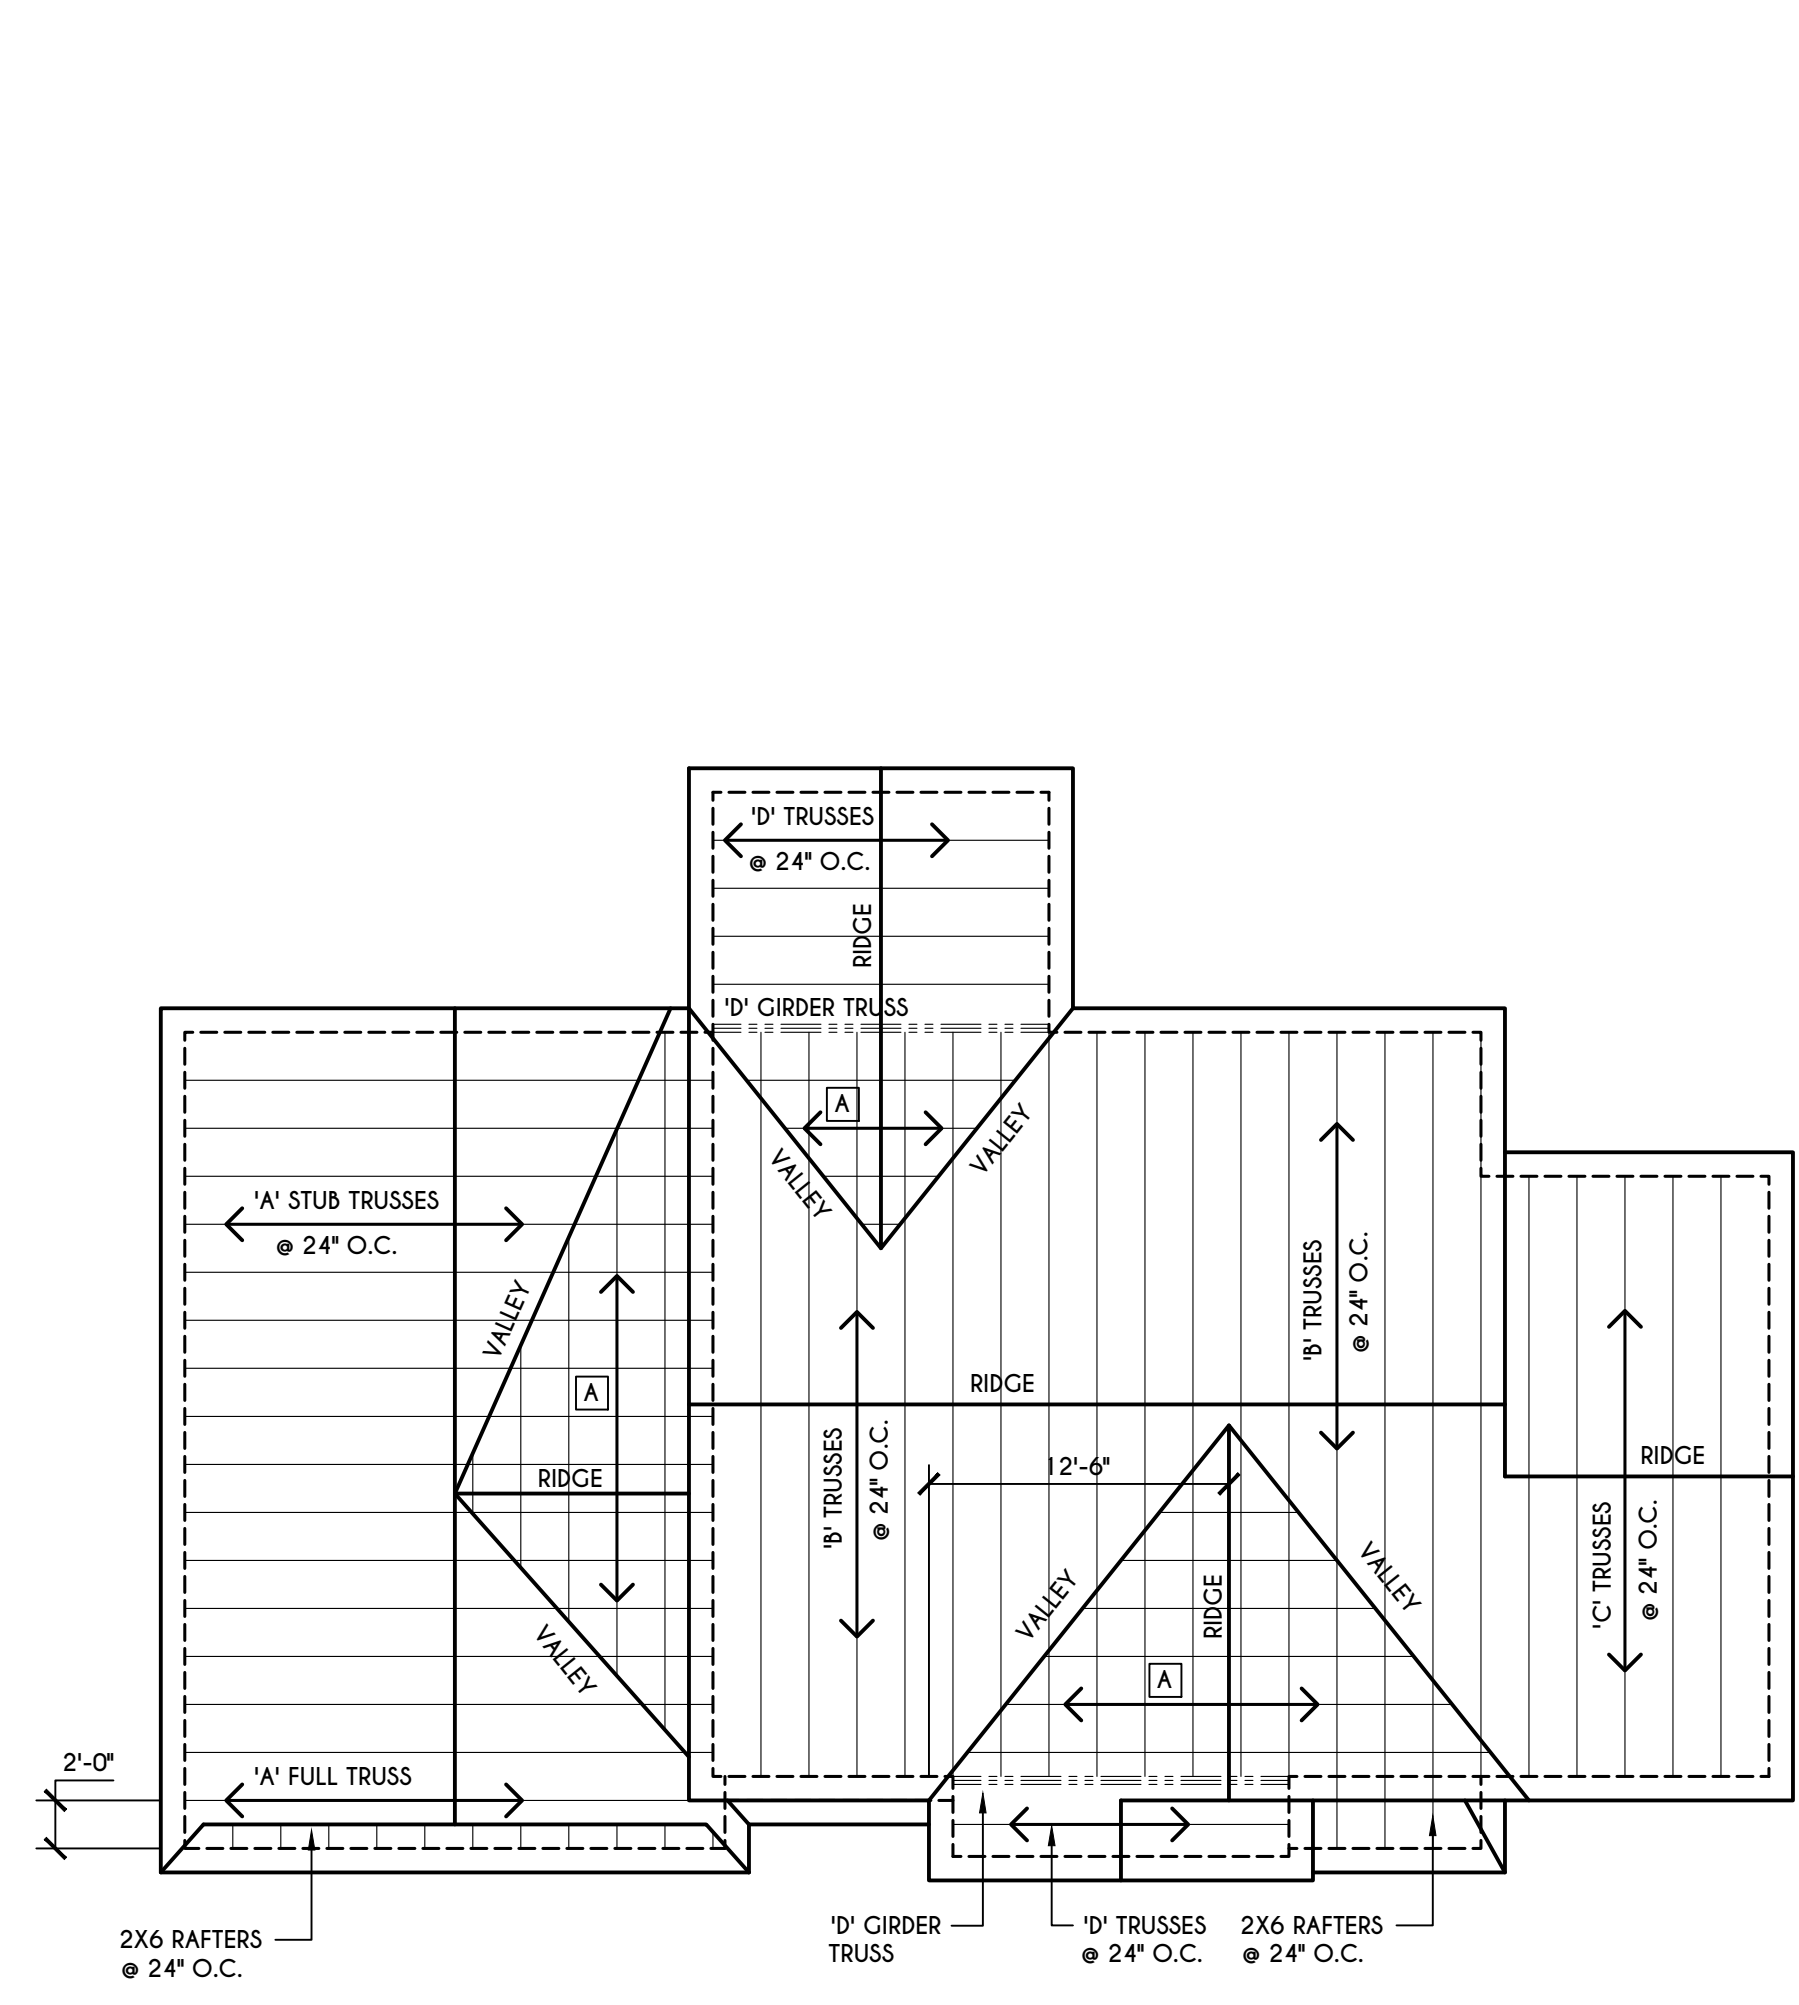 'D' TRUSSES
@ 24" O.C.
RIDGE
'D' GIRDER TRUSS
A
VALLEY
VALLEY
'A' STUB TRUSSES
@ 24" O.C.
VALLEY
A
RIDGE
VALLEY
'B' TRUSSES
@ 24" O.C.
RIDGE
'B' TRUSSES
@ 24" O.C.
RIDGE
'C' TRUSSES
@ 24" O.C.
12'-6"
VALLEY
RIDGE
VALLEY
A
2'-0"
'A' FULL TRUSS
2X6 RAFTERS
@ 24" O.C.
'D' GIRDER
TRUSS
'D' TRUSSES
@ 24" O.C.
2X6 RAFTERS
@ 24" O.C.